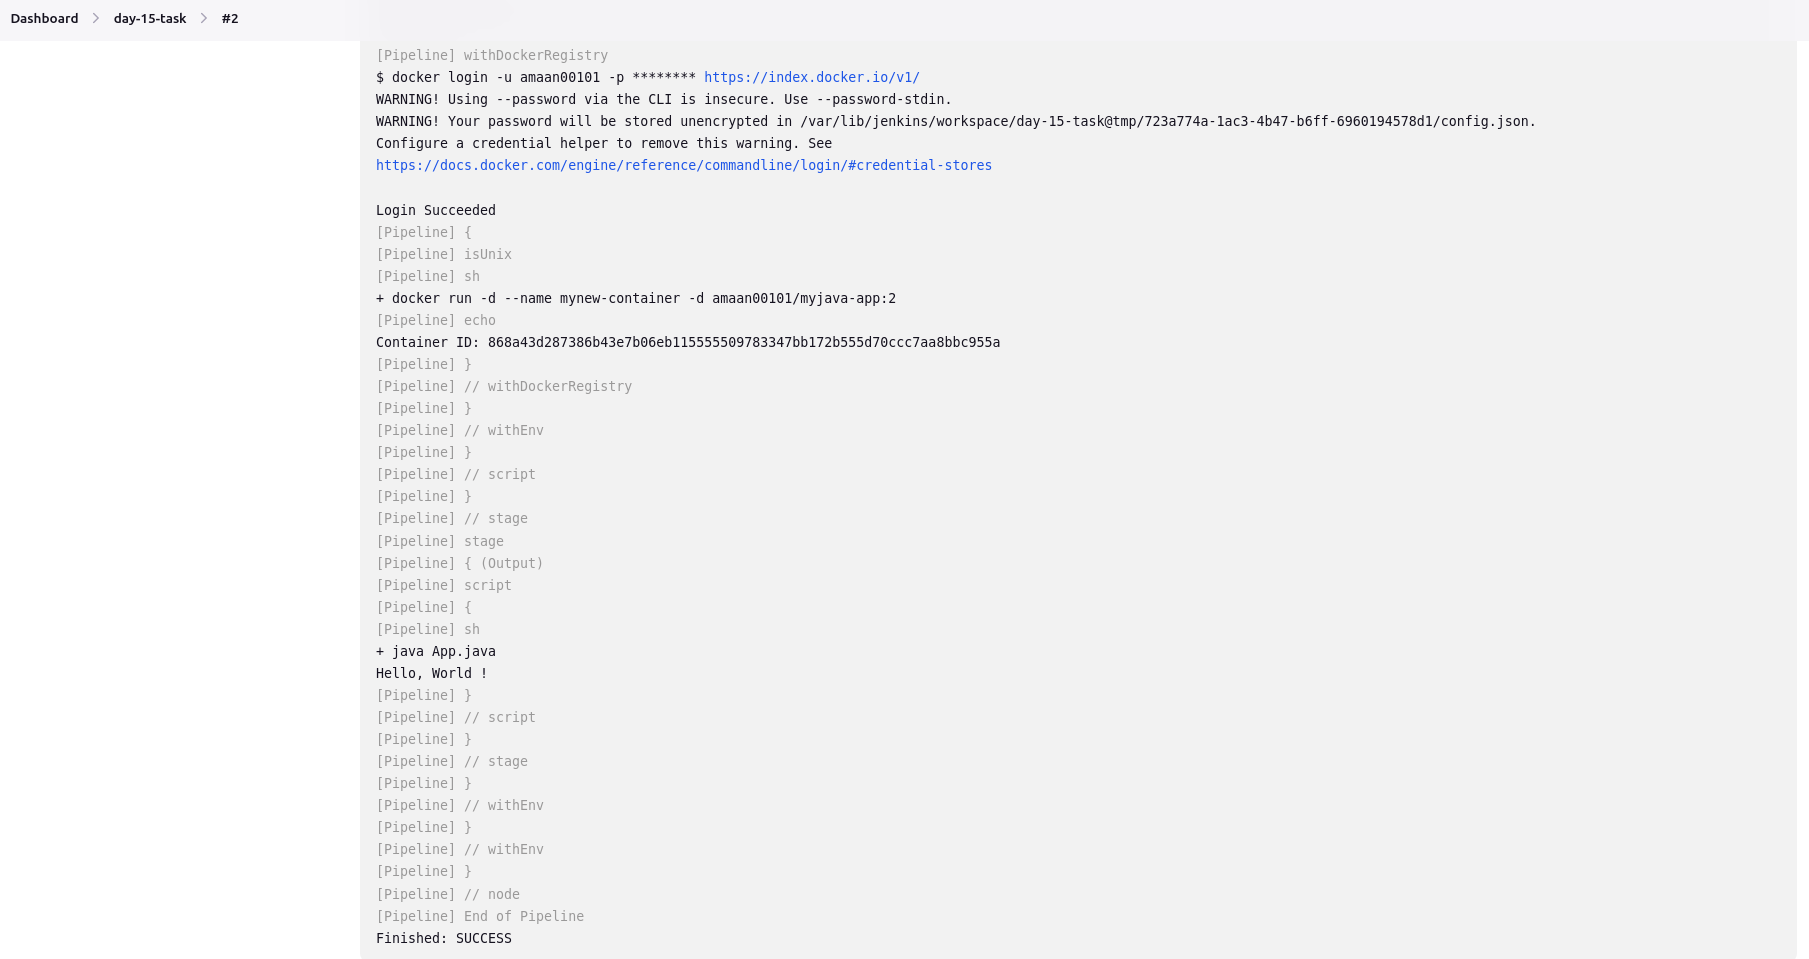 Dashboard > day-15-task > #2
[Pipeline] withDockerRegistry
$ docker login -u amaan00101 -p ******** https://index.docker.io/v1/
WARNING! Using --password via the CLI is insecure. Use --password-stdin.
WARNING! Your password will be stored unencrypted in /var/lib/jenkins/workspace/day-15-task@tmp/723a774a-1ac3-4b47-b6ff-6960194578d1/config.json.
Configure a credential helper to remove this warning. See
https://docs.docker.com/engine/reference/commandline/login/#credential-stores
Login Succeeded
[Pipeline] {
[Pipeline] isUnix
[Pipeline] sh
+ docker run -d --name mynew-container -d amaan00101/myjava-app:2
[Pipeline] echo
Container ID: 868a43d287386b43e7b06eb115555509783347bb172b555d70ccc7aa8bbc955a
[Pipeline] }
[Pipeline] // withDockerRegistry
[Pipeline] }
[Pipeline] // withEnv
[Pipeline] }
[Pipeline] // script
[Pipeline] }
[Pipeline] // stage
[Pipeline] stage
[Pipeline] { (Output)
[Pipeline] script
[Pipeline] {
[Pipeline] sh
+ java App.java
Hello, World !
[Pipeline] }
[Pipeline] // script
[Pipeline] }
[Pipeline] // stage
[Pipeline] }
[Pipeline] // withEnv
[Pipeline] }
[Pipeline] // withEnv
[Pipeline] }
[Pipeline] // node
[Pipeline] End of Pipeline
Finished: SUCCESS